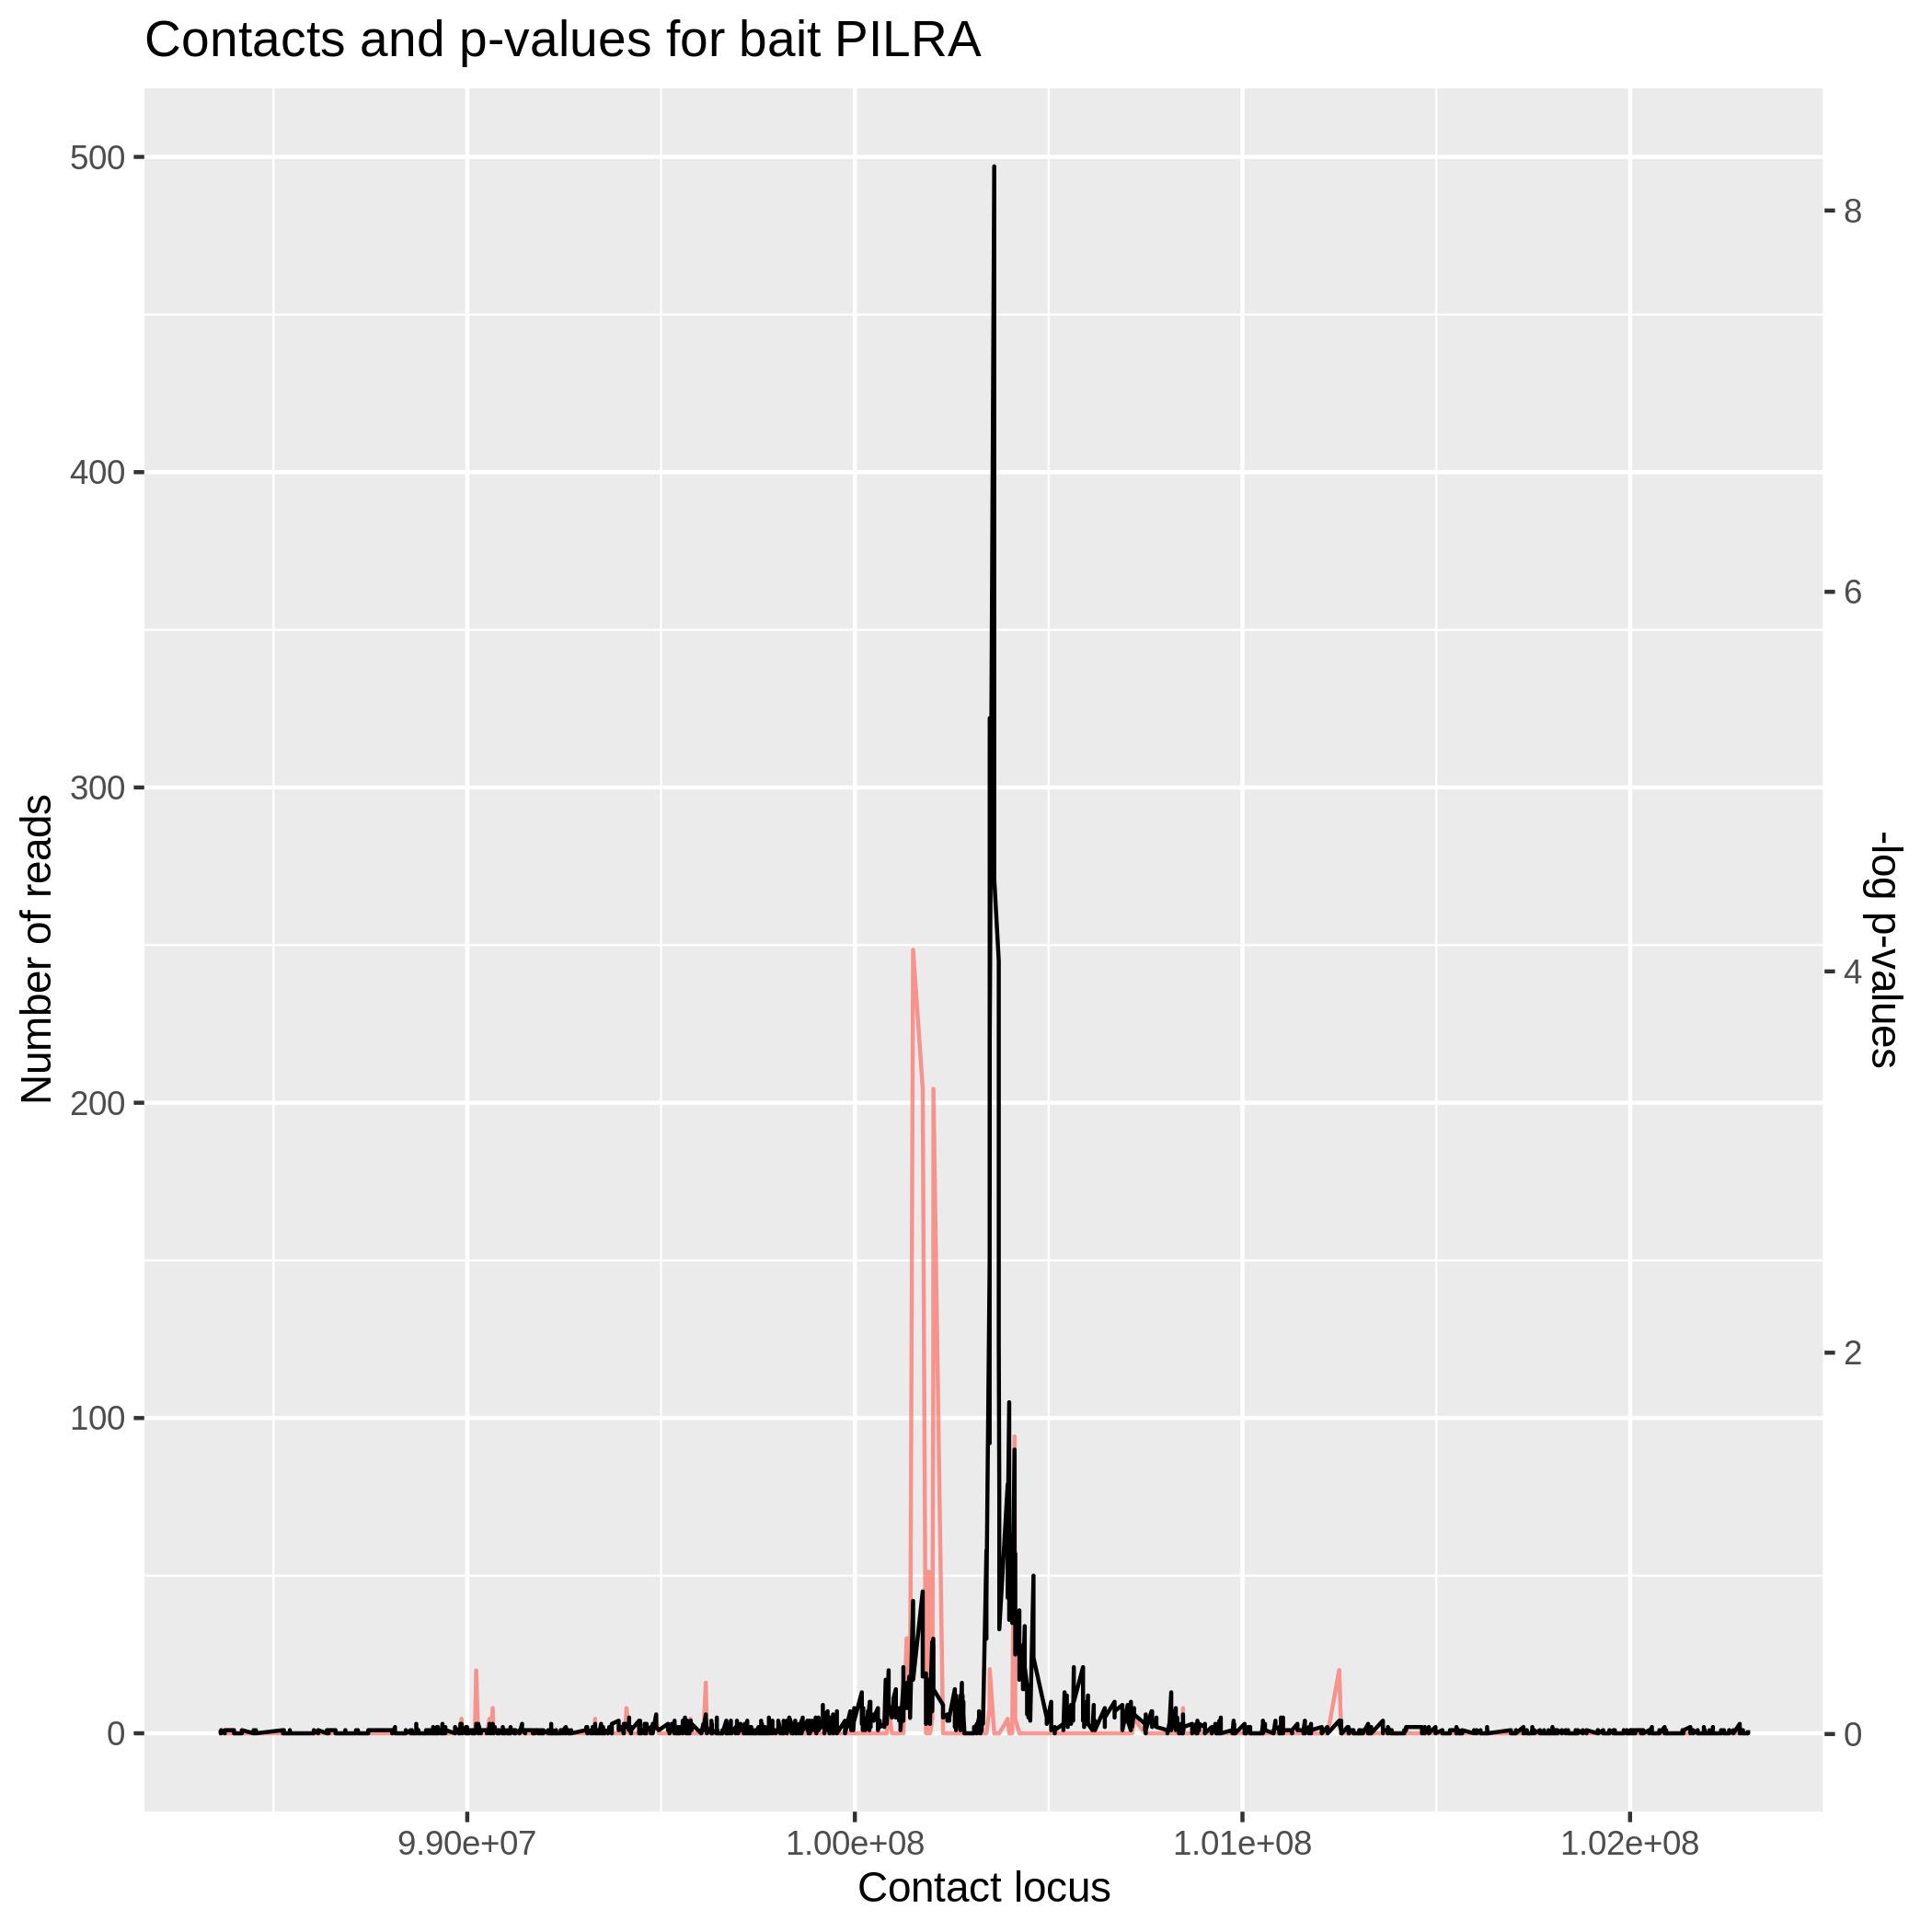 Contacts and p-values for bait PILRA
Number of reads
500
400
300
200
100
0
8
6
4
2
0
-log p-values
9.90e+07
1.00e+08
1.01e+08
1.02e+08
Contact locus